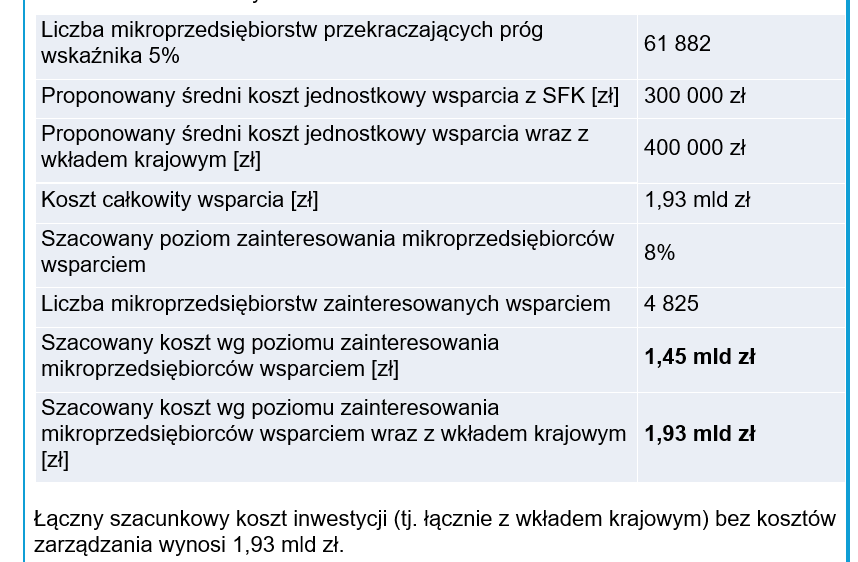 Liczba mikroprzedsiębiorstw przekraczających próg
wskaźnika 5%
61 882
Proponowany średni koszt jednostkowy wsparcia z SFK [zł]
300 000 zł
Proponowany średni koszt jednostkowy wsparcia wraz z
wkładem krajowym [zł]
400 000 zł
Koszt całkowity wsparcia [zł]
1,93 mld zł
Szacowany poziom zainteresowania mikroprzedsiębiorców
wsparciem
8%
Liczba mikroprzedsiębiorstw zainteresowanych wsparciem
4 825
Szacowany koszt wg poziomu zainteresowania
mikroprzedsiębiorców wsparciem [zł]
1,45 mld zł
Szacowany koszt wg poziomu zainteresowania
mikroprzedsiębiorców wsparciem wraz z wkładem krajowym
[zł]
1,93 mld zł
Łączny szacunkowy koszt inwestycji (tj. łącznie z wkładem krajowym) bez kosztów
zarządzania wynosi 1,93 mld zł.